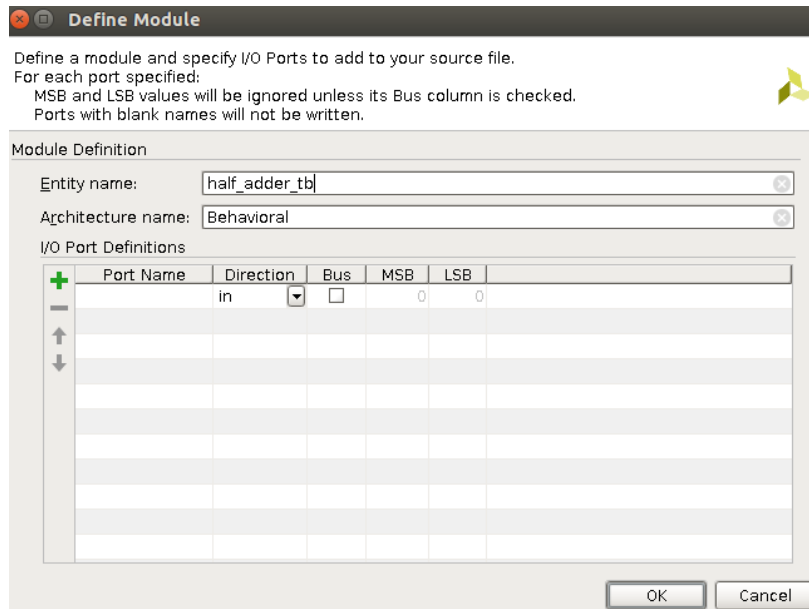 Define Module
Define a module and specify I/O Ports to add to your source file.
For each port specified:
MSB and LSB values will be ignored unless its Bus column is checked.
Ports with blank names will not be written.
Module Definition
Entity name: half_adder_tb
Architecture name: Behavioral
I/O Port Definitions
Port Name Direction Bus MSB LSB
in 0 0
OK Cancel